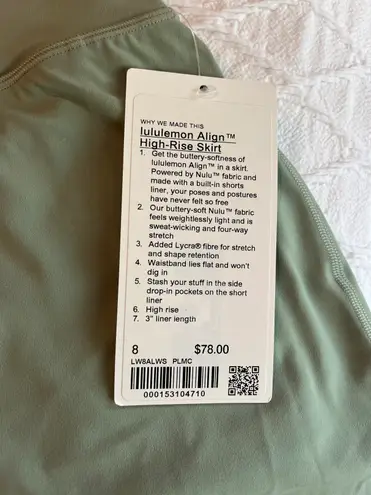 WHY WE MADE THIS
lululemon Align™
High-Rise Skirt
1. Get the buttery-softness of
lululemon Align™ in a skirt.
Powered by Nulu™ fabric and
made with a built-in shorts
liner, your poses and postures
have never felt so free
2. Our buttery-soft Nulu™ fabric
feels weightlessly light and is
sweat-wicking and four-way
stretch
3. Added Lycra® fibre for stretch
and shape retention
4. Waistband lies flat and won't
dig in
5. Stash your stuff in the side
drop-in pockets on the short
liner
6. High rise
7. 3" liner length
8 $78.00
LW8ALWS PLMC
000153104710